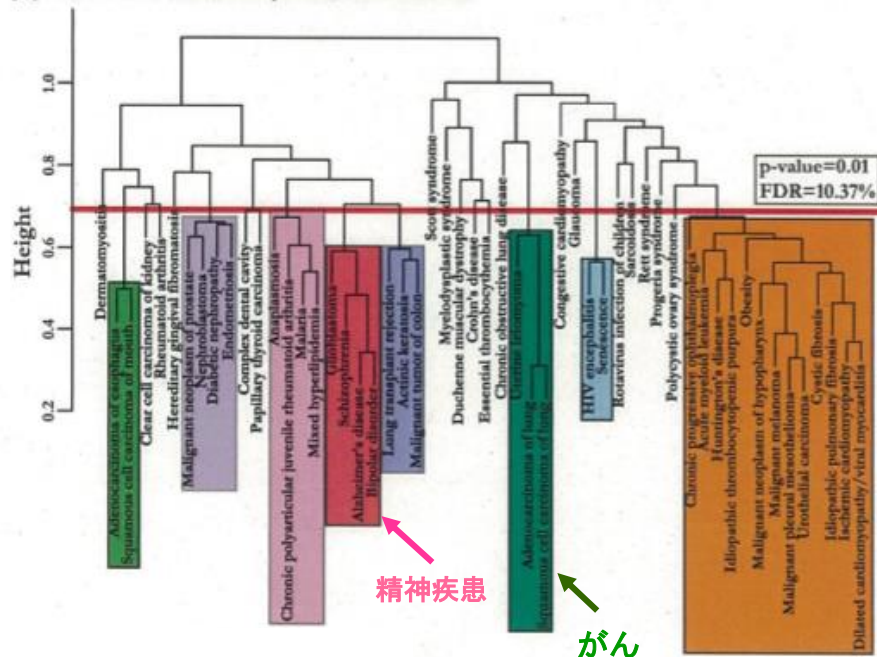 Height
1.0
0.8
0.6
0.4
0.2
p-value=0.01
FDR=10.37%
Dermatomyositis
Adenocarcinoma of esophagus
Squamous cell carcinoma of mouth
Clear cell carcinoma of kidney
Rheumatoid arthritis
Hereditary gingival fibromatosis
Malignant neoplasm of prostatic
Nephroblastoma
Diabetic nephropathy
Endometriosis
Complex dental cavity
Papillary thyroid carcinoma
Anaplasmosis
Chronic polyarticular juvenile rheumatoid arthritis
Malaria
Mixed hyperlipidemia
Glioblastoma
Schizophrenia
Alzheimer's disease
Bipolar disorder
Lung transplant rejection
Actinic keratosis
Malignant tumor of colon
Scott syndrome
Myelodysplastic syndrome
Duchenne muscular dystrophy
Crohn's disease
Essential thrombocythemia
Chronic obstructive lung disease
Uterine leiomyoma
Adenocarcinoma of lung
Squamous cell carcinoma of lung
Congestive cardiomyopathy
Glaucoma
HIV encephalitis
Senescence
Rotavirus infection of children
Sarcoidosis
Rett syndrome
Progeria syndrome
Polycystic ovary syndrome
Chronic progressive ophthalmoplegia
Acute myeloid leukemia
Huntington's disease
Idiopathic thrombocytopenic purpura
Obesity
Malignant neoplasm of hypopharynx
Malignant melanoma
Malignant pleural mesothelioma
Urothelial carcinoma
Cystic fibrosis
Idiopathic pulmonary fibrosis
Ischemic cardiomyopathy
Dilated cardiomyopathy/viral myocarditis
精神疾患
がん